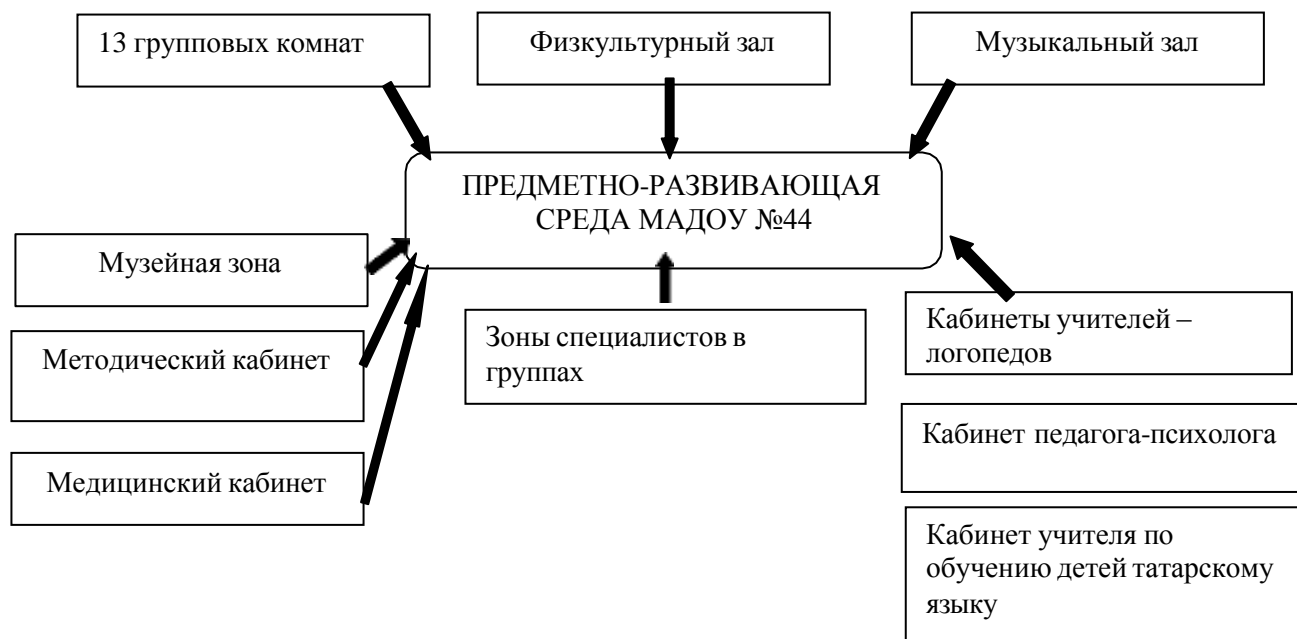 13 групповых комнат
Физкультурный зал
Музыкальный зал
ПРЕДМЕТНО-РАЗВИВАЮЩАЯ
СРЕДА МАДОУ №44
Музейная зона
Методический кабинет
Медицинский кабинет
Зоны специалистов в
группах
Кабинеты учителей –
логопедов
Кабинет педагога-психолога
Кабинет учителя по
обучению детей татарскому
языку